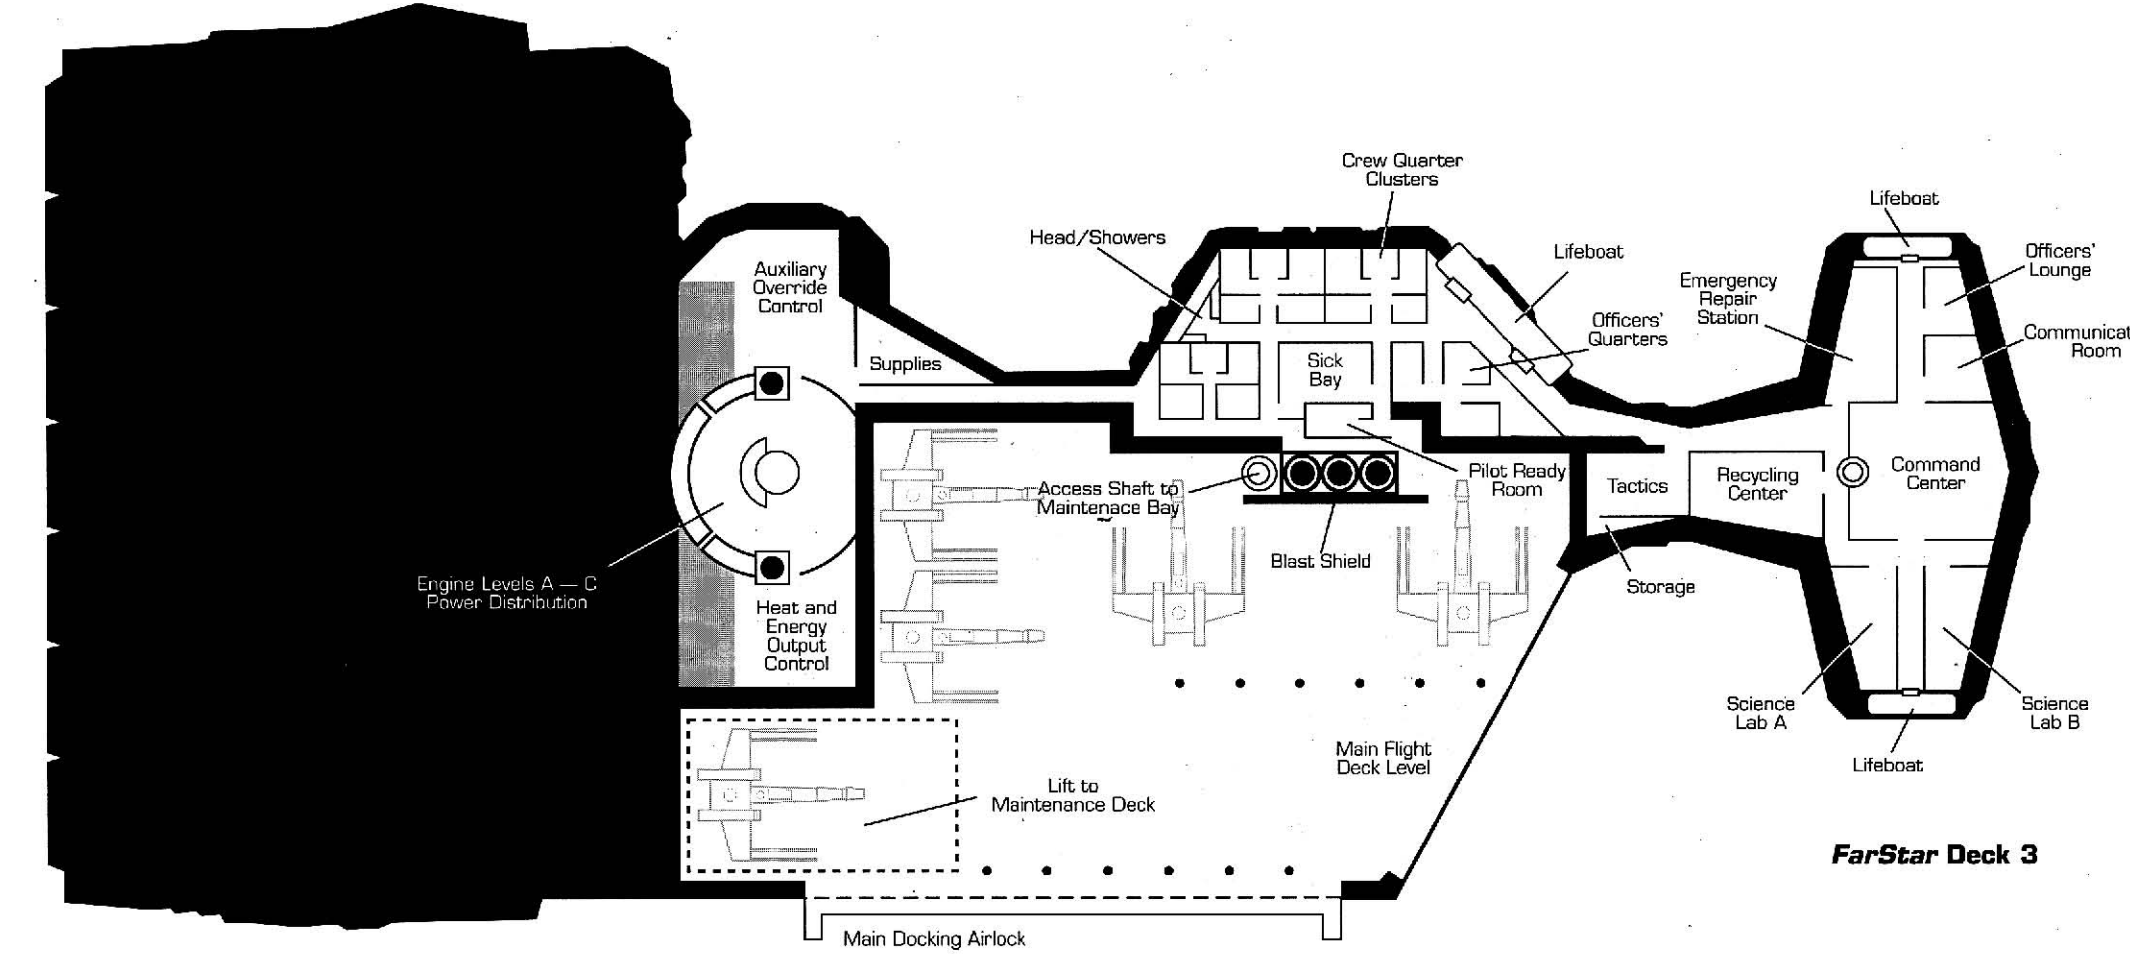 Crew Quarter
Clusters
Head/Showers
Lifeboat
Lifeboat
Officers'
Lounge
Emergency
Repair
Station
Officers'
Quarters
Communicat
Room
Auxiliary
Override
Control
Supplies
Sick
Bay
Pilot Ready
Room
Access Shaft to
Maintenace Bay
Tactics
Recycling
Center
Command
Center
Blast Shield
Storage
Engine Levels A — C
Power Distribution
Heat and
Energy
Output
Control
Science
Lab A
Science
Lab B
Lifeboat
Main Flight
Deck Level
Lift to
Maintenance Deck
FarStar Deck 3
Main Docking Airlock